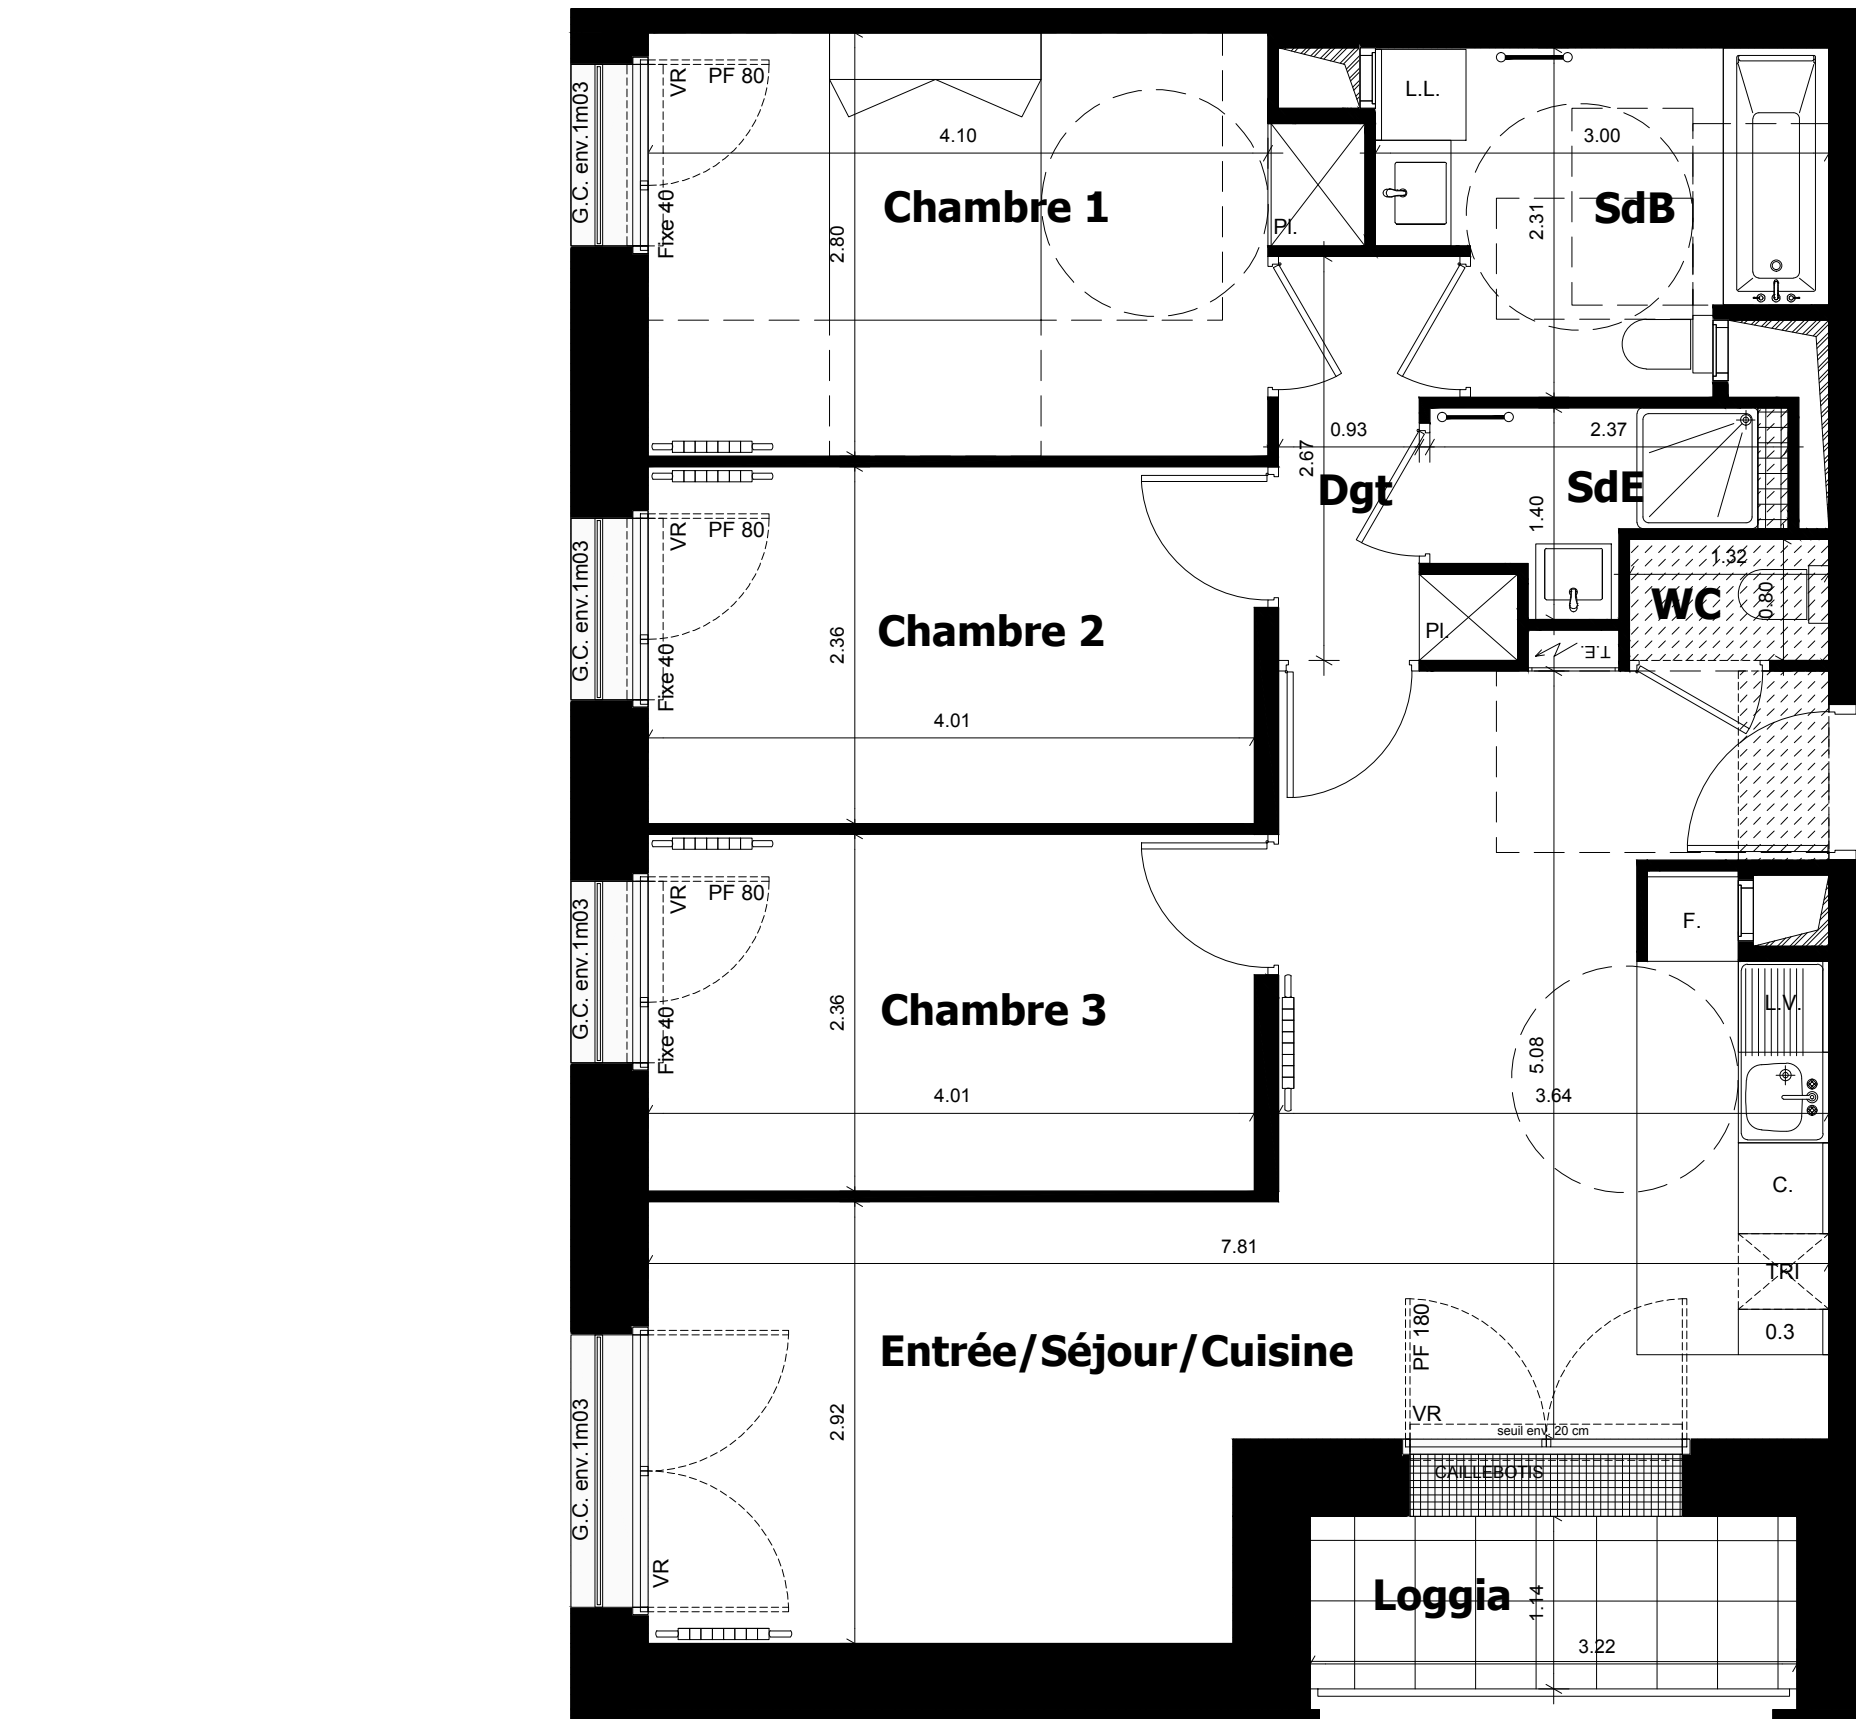 VR
PF 80
G.C. env.1m03
Fixe 40
4.10
Chambre 1
2.80
Pl.
L.L.
3.00
SdB
2.31
0.93
2.67
Dgt
2.37
SdE
1.40
VR
PF 80
G.C. env.1m03
Fixe 40
Chambre 2
2.36
4.01
Pl.
T.E.
1.32
WC
0.80
VR
PF 80
G.C. env.1m03
Fixe 40
Chambre 3
2.36
4.01
F.
L.V.
5.08
3.64
C.
TRI
0.3
7.81
Entrée/Séjour/Cuisine
2.92
G.C. env.1m03
VR
PF 180
VR
seuil env. 20 cm
CAILLEBOTIS
Loggia
1.14
3.22